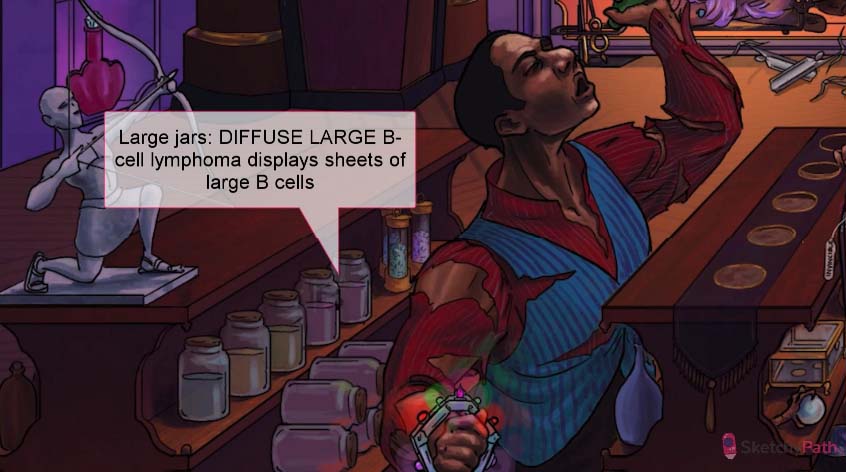 Large jars: DIFFUSE LARGE B-
cell lymphoma displays sheets of
large B cells
SketchyPath